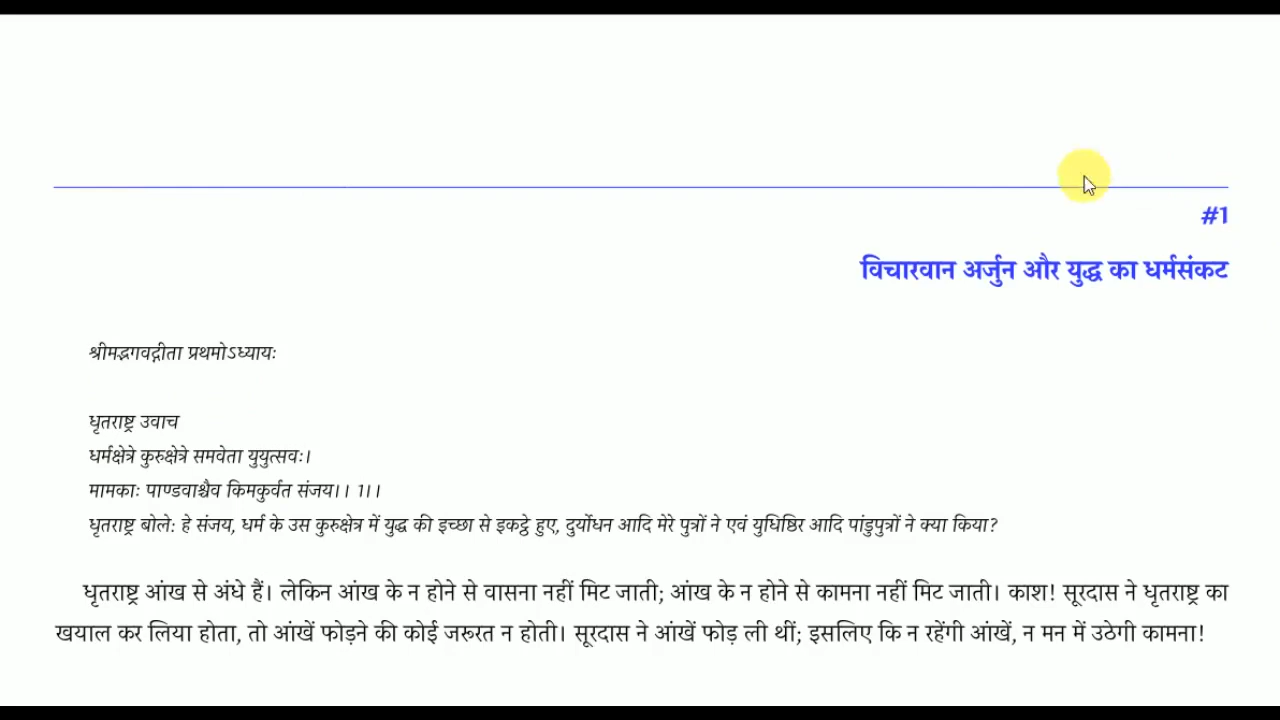 #1
विचारवान अर्जुन और युद्ध का धर्मसंकट
श्रीमद्भगवद्गीता प्रथमोऽध्यायः
धृतराष्ट्र उवाच
धर्मक्षेत्रे कुरुक्षेत्रे समवेता युयुत्सवः।
मामकाः पाण्डवाश्चैव किमकुर्वत संजय।। 1।।
धृतराष्ट्र बोले: हे संजय, धर्म के उस कुरुक्षेत्र में युद्ध की इच्छा से इकट्ठे हुए, दुर्योधन आदि मेरे पुत्रों ने एवं युधिष्ठिर आदि पांडुपुत्रों ने क्या किया?
धृतराष्ट्र आंख से अंधे हैं। लेकिन आंख के न होने से वासना नहीं मिट जाती; आंख के न होने से कामना नहीं मिट जाती। काश! सूरदास ने धृतराष्ट्र का
खयाल कर लिया होता, तो आंखें फोड़ने की कोई जरूरत न होती। सूरदास ने आंखें फोड़ ली थीं; इसलिए कि न रहेंगी आंखें, न मन में उठेगी कामना!